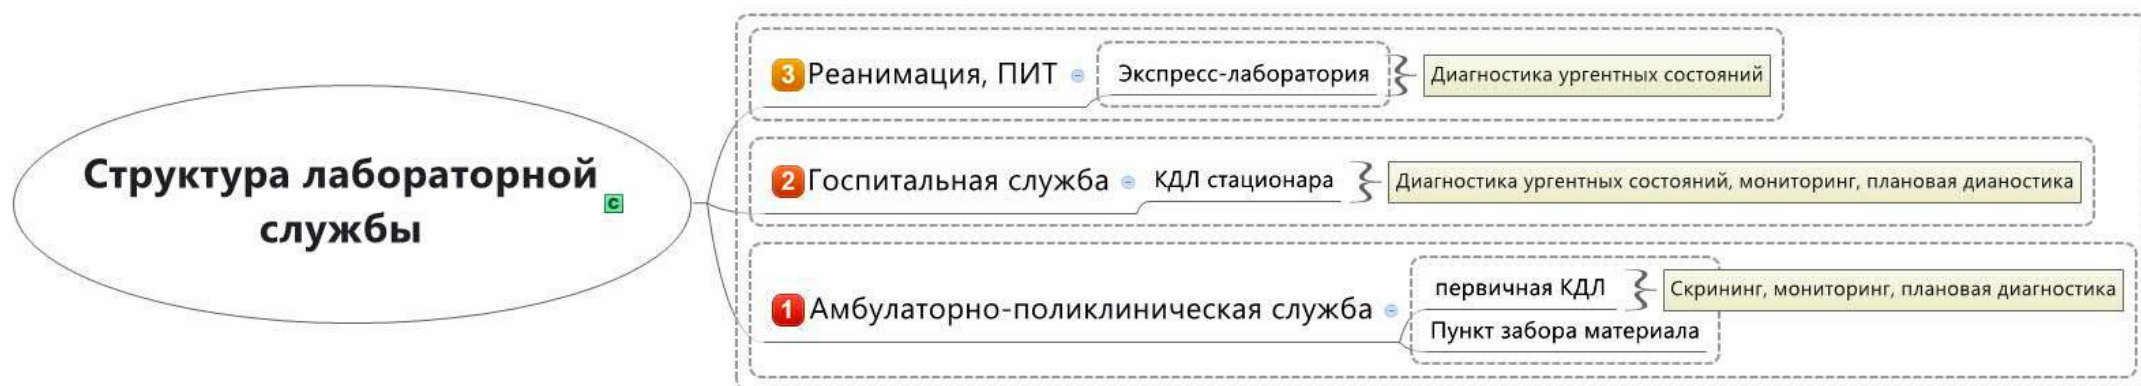 Структура лабораторной
службы
C
3 Реанимация, ПИТ
Экспресс-лаборатория
Диагностика ургентных состояний
2 Госпитальная служба
КДЛ стационара
Диагностика ургентных состояний, мониторинг, плановая дианостика
1 Амбулаторно-поликлиническая служба
первичная КДЛ
Скрининг, мониторинг, плановая диагностика
Пункт забора материала